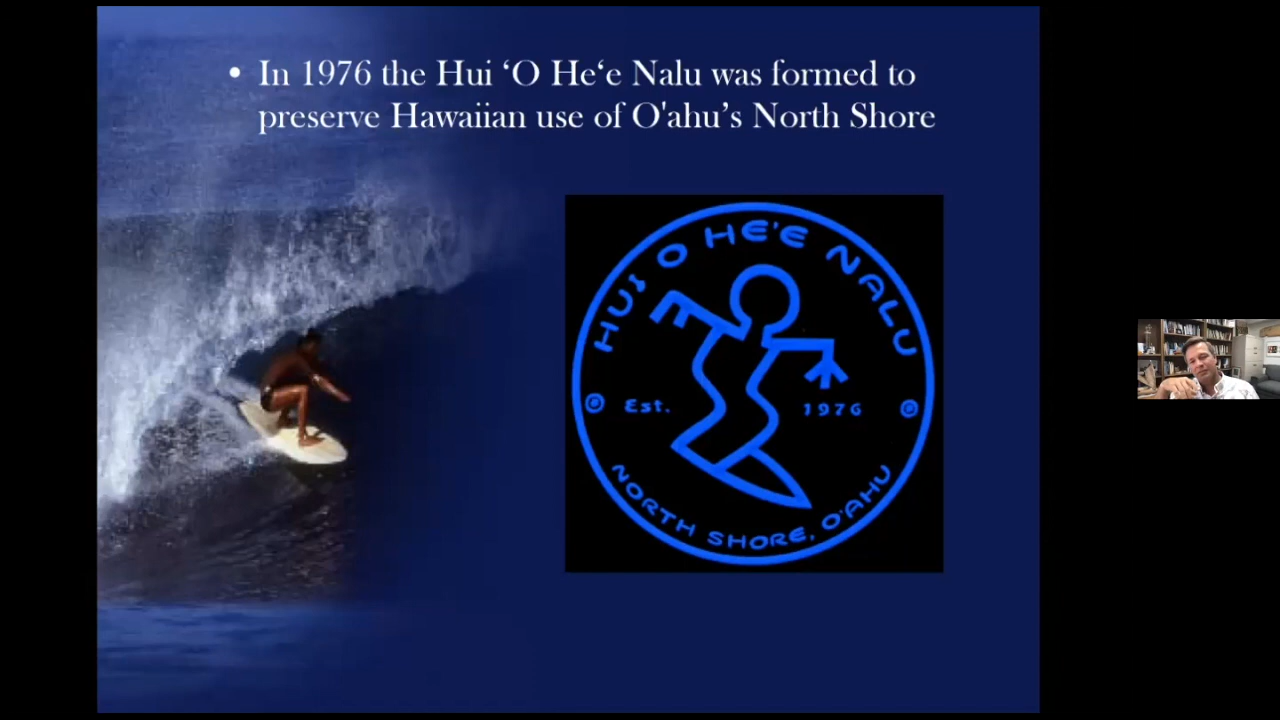 • In 1976 the Hui ‘O He‘e Nalu was formed to
preserve Hawaiian use of O'ahu’s North Shore
HUI O HE'E NALU
Est. 1976
NORTH SHORE, O'AHU